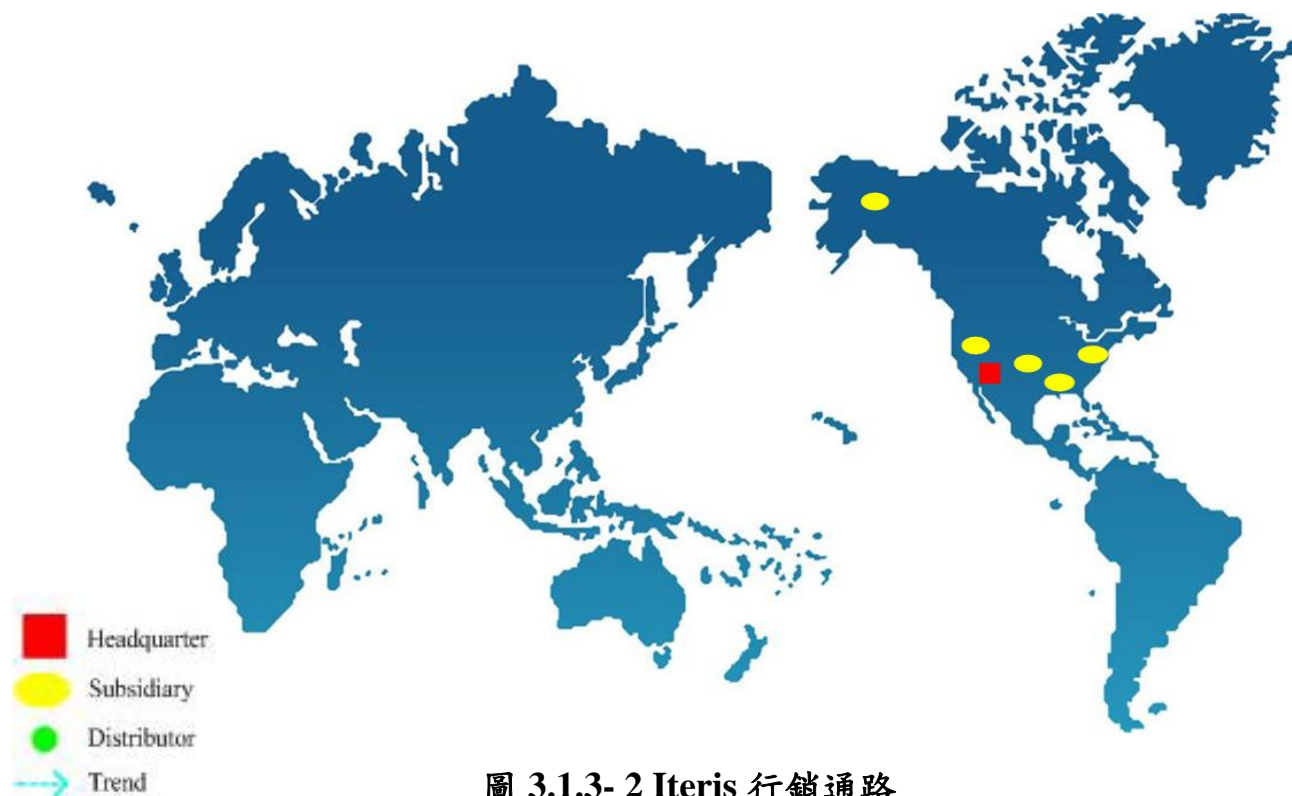 Headquarter
Subsidiary
Distributor
Trend
圖 3.1.3- 2 Iteris 行銷通路